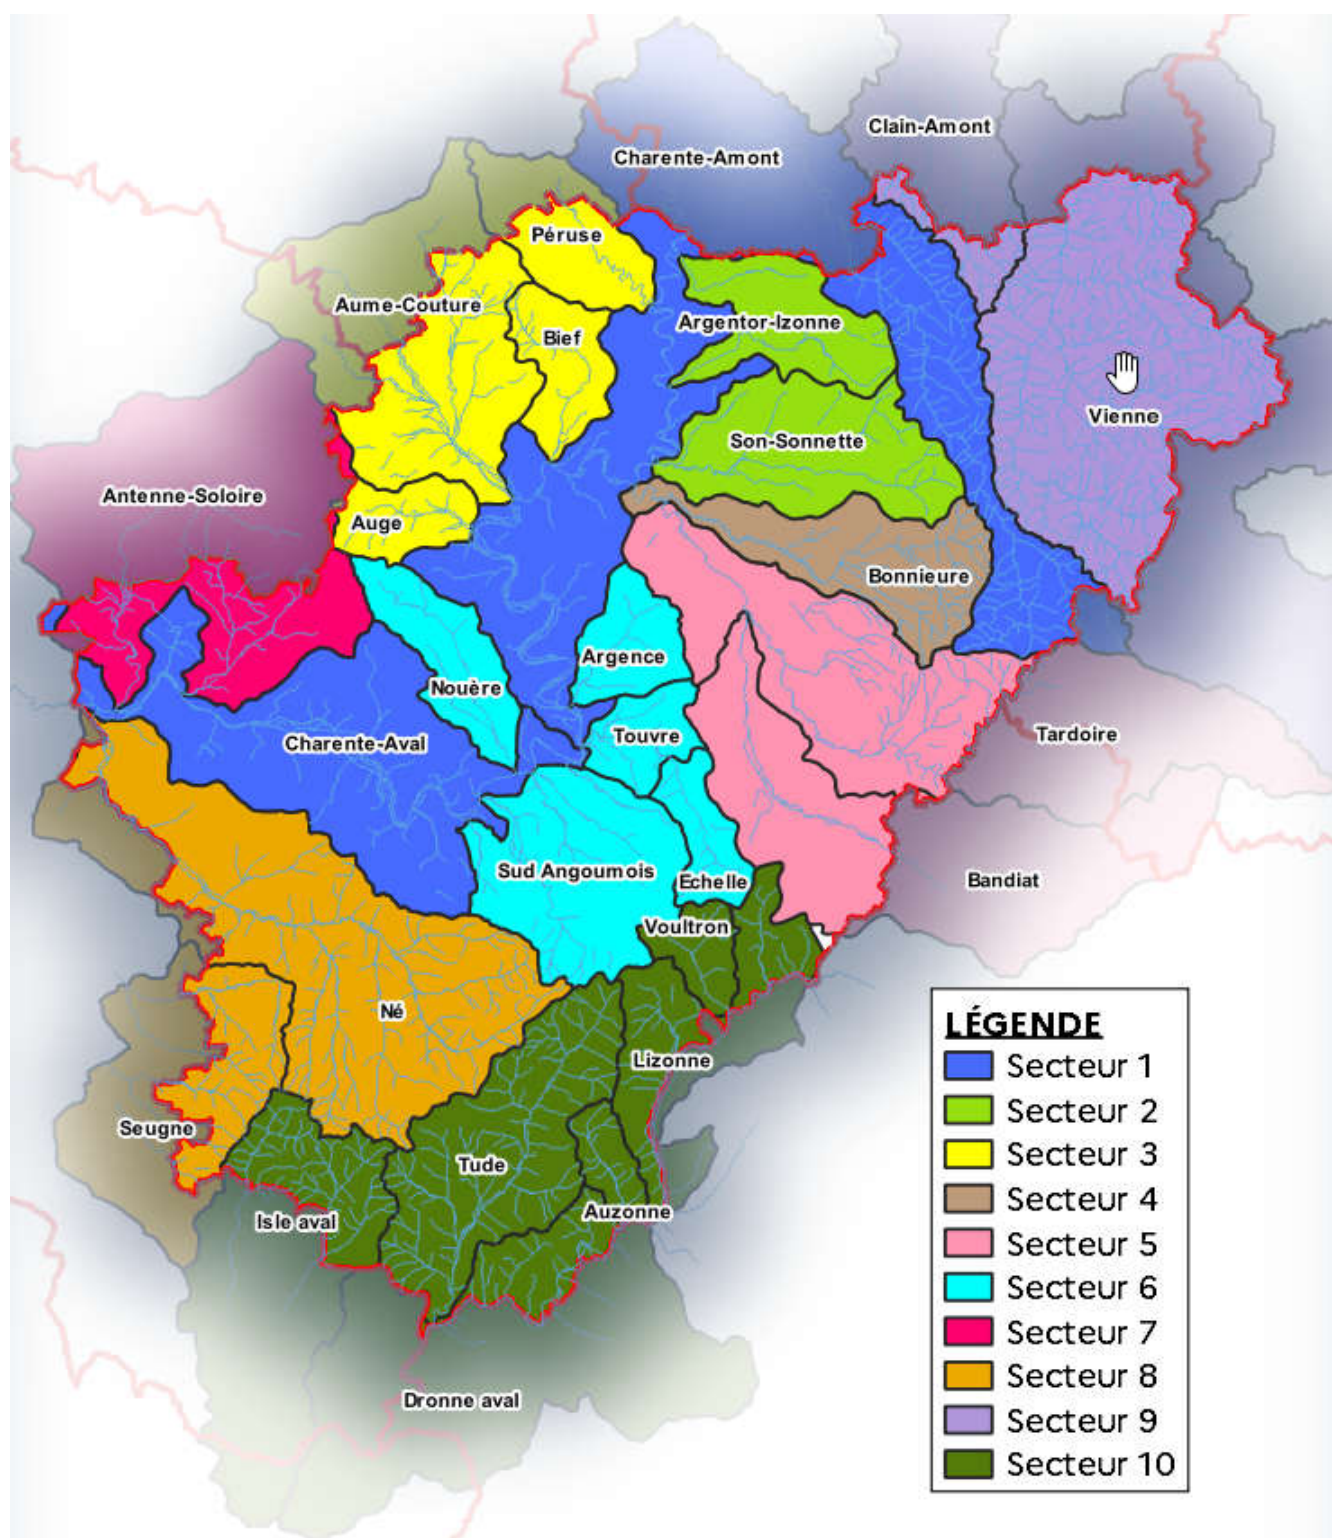 Clain-Amont
Charente-Amont
Péruse
Aume-Couture
Argentor-Izonne
Bief
Vienne
Son-Sonnette
Antenne-Soloire
Auge
Bonnieure
Argence
Nouère
Tardoire
Touvre
Charente-Aval
Sud Angoumois
Echelle
Bandiat
Voultron
Né
Lizonne
Seugne
Tude
Auzonne
Isle aval
Dronne aval
LÉGENDE
Secteur 1
Secteur 2
Secteur 3
Secteur 4
Secteur 5
Secteur 6
Secteur 7
Secteur 8
Secteur 9
Secteur 10